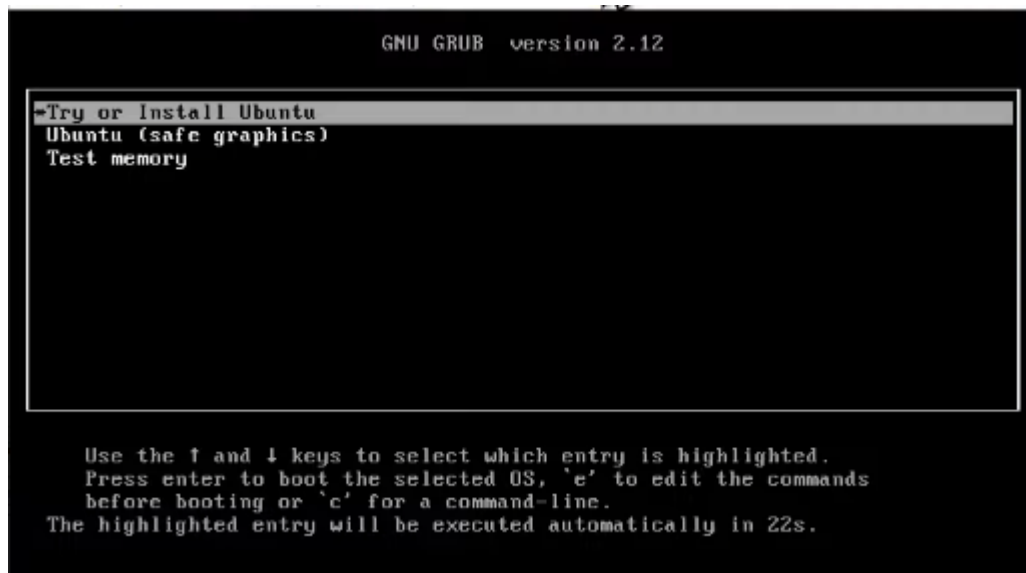 GNU GRUB version 2.12
Try or Install Ubuntu
Ubuntu (safe graphics)
Test memory
Use the ↑ and ↓ keys to select which entry is highlighted.
Press enter to boot the selected OS, `e' to edit the commands
before booting or `c' for a command-line.
The highlighted entry will be executed automatically in 22s.